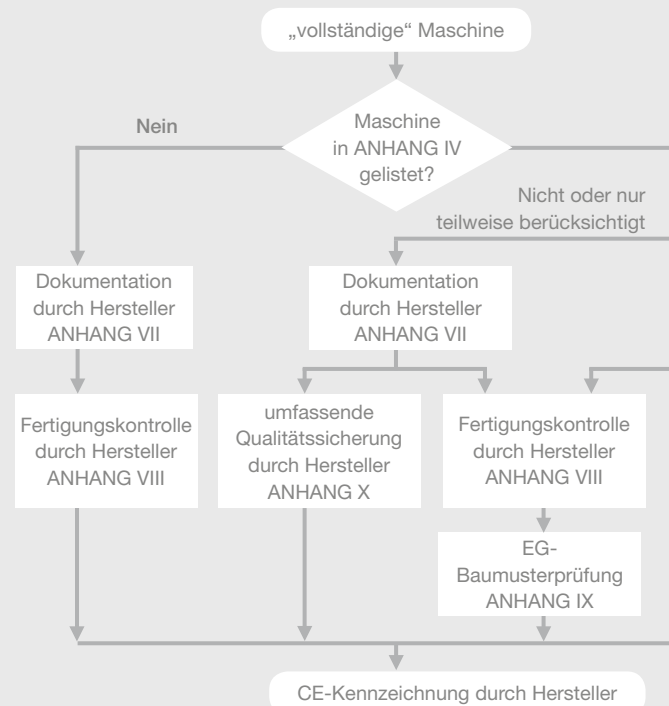 „vollständige“ Maschine
Nein
Maschine
in ANHANG IV
gelistet?
Nicht oder nur
teilweise berücksichtigt
Dokumentation
durch Hersteller
ANHANG VII
Dokumentation
durch Hersteller
ANHANG VII
Fertigungskontrolle
durch Hersteller
ANHANG VIII
umfassende
Qualitätssicherung
durch Hersteller
ANHANG X
Fertigungskontrolle
durch Hersteller
ANHANG VIII
EG-
Baumusterprüfung
ANHANG IX
CE-Kennzeichnung durch Hersteller